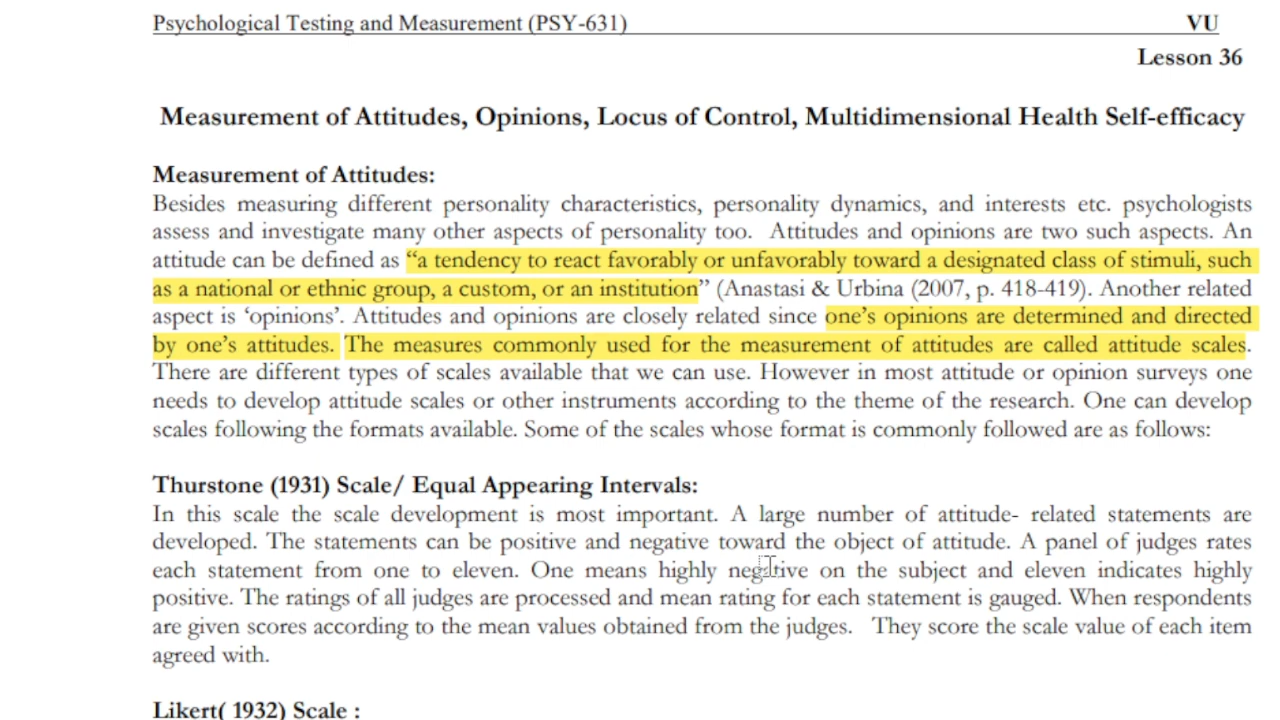 Psychological Testing and Measurement (PSY-631) VU
Lesson 36
Measurement of Attitudes, Opinions, Locus of Control, Multidimensional Health Self-efficacy
Measurement of Attitudes:
Besides measuring different personality characteristics, personality dynamics, and interests etc. psychologists
assess and investigate many other aspects of personality too. Attitudes and opinions are two such aspects. An
attitude can be defined as “a tendency to react favorably or unfavorably toward a designated class of stimuli, such
as a national or ethnic group, a custom, or an institution” (Anastasi & Urbina (2007, p. 418-419). Another related
aspect is ‘opinions’. Attitudes and opinions are closely related since one’s opinions are determined and directed
by one’s attitudes. The measures commonly used for the measurement of attitudes are called attitude scales.
There are different types of scales available that we can use. However in most attitude or opinion surveys one
needs to develop attitude scales or other instruments according to the theme of the research. One can develop
scales following the formats available. Some of the scales whose format is commonly followed are as follows:
Thurstone (1931) Scale/ Equal Appearing Intervals:
In this scale the scale development is most important. A large number of attitude- related statements are
developed. The statements can be positive and negative toward the object of attitude. A panel of judges rates
each statement from one to eleven. One means highly negative on the subject and eleven indicates highly
positive. The ratings of all judges are processed and mean rating for each statement is gauged. When respondents
are given scores according to the mean values obtained from the judges. They score the scale value of each item
agreed with.
Likert( 1932) Scale :